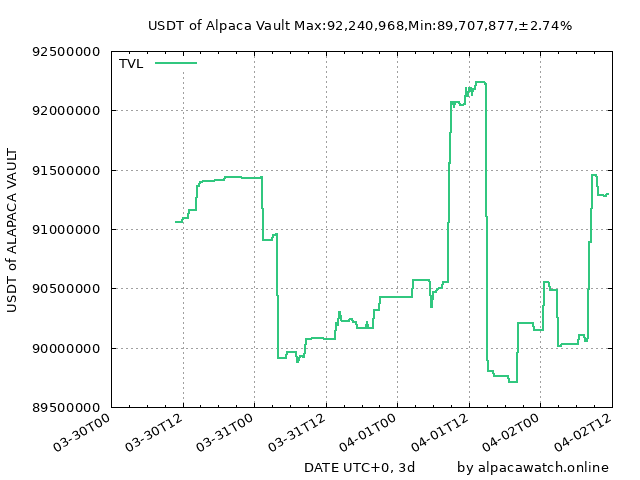 USDT of Alpaca Vault Max:92,240,968,Min:89,707,877,±2.74%
TVL
92500000
92000000
91500000
91000000
90500000
90000000
89500000
USDT of ALAPACA VAULT
03-30T00
03-30T12
03-31T00
03-31T12
04-01T00
04-01T12
04-02T00
04-02T12
DATE UTC+0, 3d
by alpacawatch.online